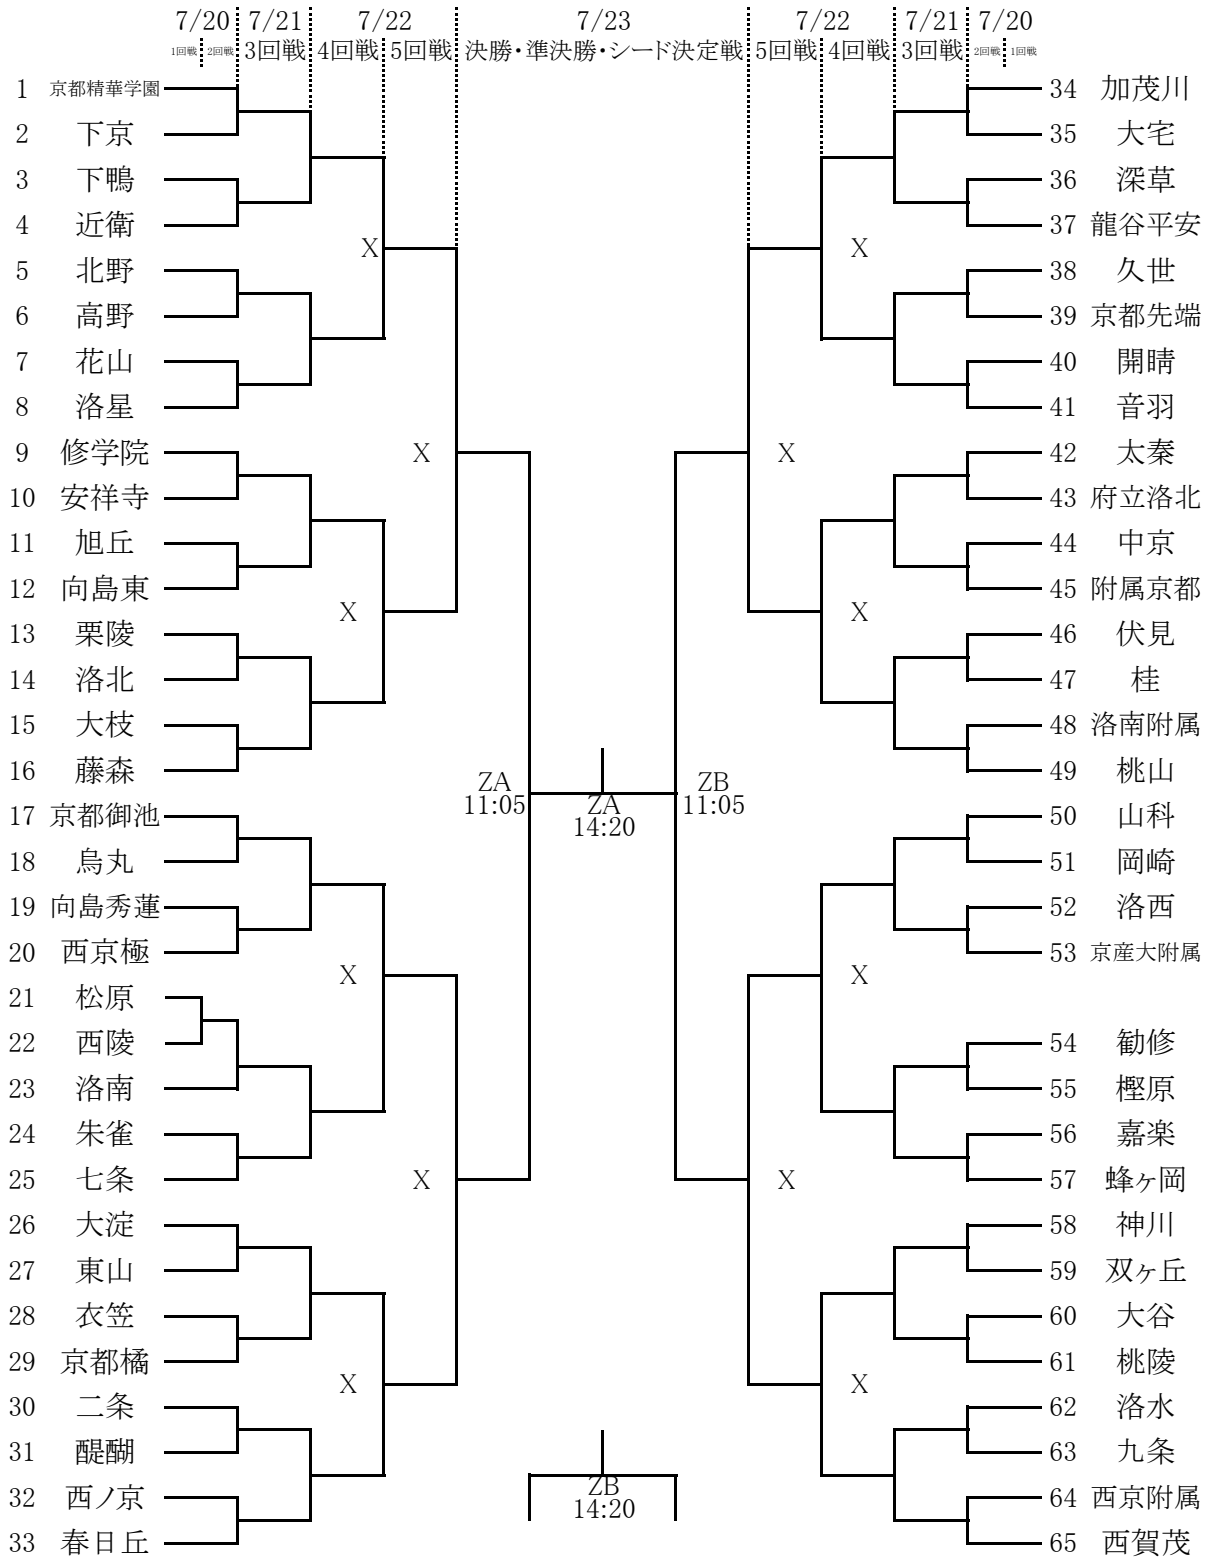 7/20 7/21 7/22 7/23 7/22 7/21 7/20
1回戦 2回戦 3回戦 4回戦 5回戦 決勝・準決勝・シード決定戦 5回戦 4回戦 3回戦 2回戦 1回戦
1 京都精華学園 34 加茂川
2 下京 35 大宅
3 下鴨 36 深草
4 近衛 37 龍谷平安
X X
5 北野 38 久世
6 高野 39 京都先端
7 花山 40 開晴
8 洛星 41 音羽
9 修学院 X X 42 太秦
10 安祥寺 43 府立洛北
11 旭丘 44 中京
12 向島東 45 附属京都
X X
13 栗陵 46 伏見
14 洛北 47 桂
15 大枝 48 洛南附属
16 藤森 49 桃山
ZA ZB
11:05 ZA 11:05
14:20
17 京都御池 50 山科
18 烏丸 51 岡崎
19 向島秀蓮 52 洛西
20 西京極 53 京産大附属
X X
21 松原
22 西陵 54 勧修
23 洛南 55 樫原
24 朱雀 56 嘉楽
25 七条 X X 57 蜂ヶ岡
26 大淀 58 神川
27 東山 59 双ヶ丘
28 衣笠 60 大谷
29 京都橘 61 桃陵
X X
30 二条 62 洛水
31 醍醐 63 九条
ZB
32 西ノ京 14:20 64 西京附属
33 春日丘 65 西賀茂